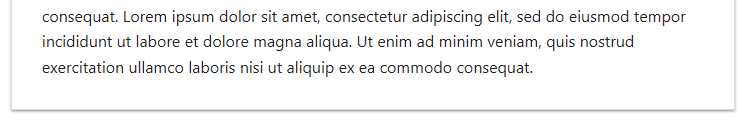 consequat. Lorem ipsum dolor sit amet, consectetur adipiscing elit, sed do eiusmod tempor
incididunt ut labore et dolore magna aliqua. Ut enim ad minim veniam, quis nostrud
exercitation ullamco laboris nisi ut aliquip ex ea commodo consequat.